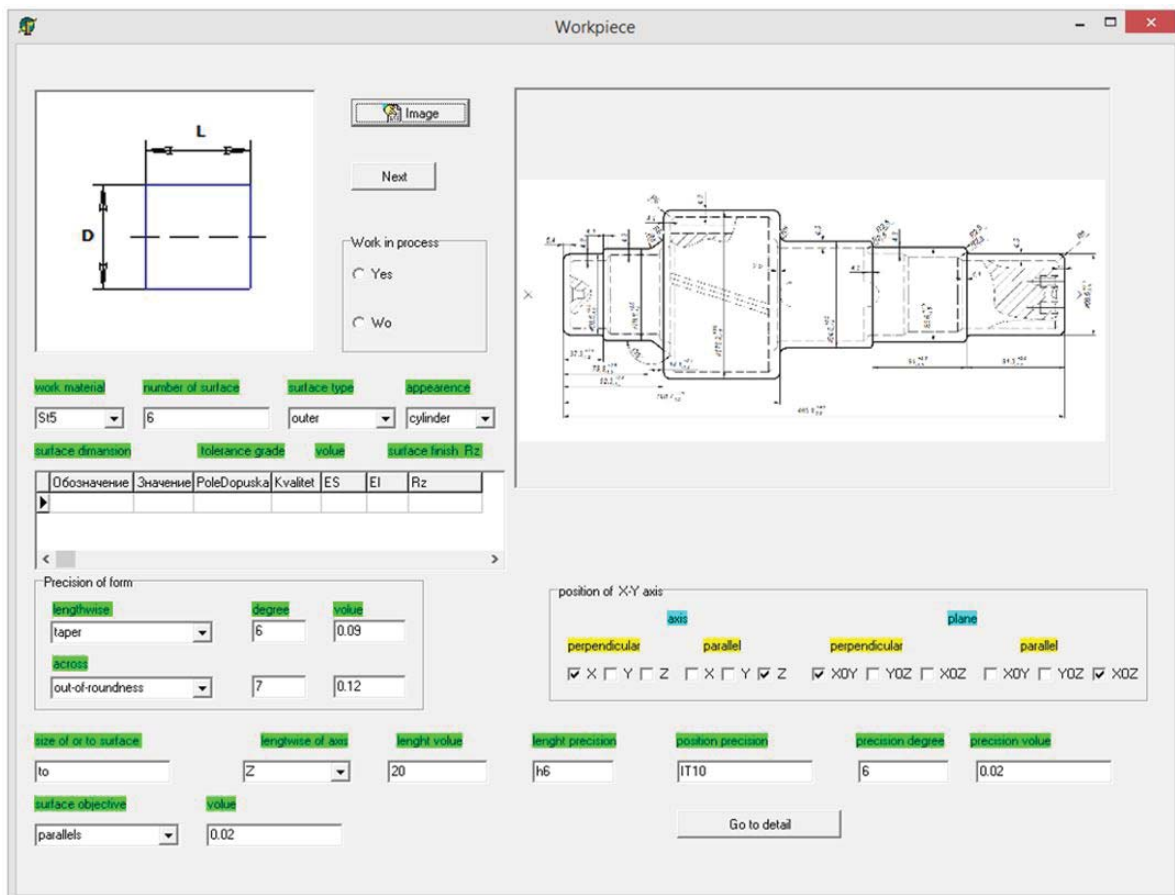 Workpiece
L
D
Image
Next
Work in process
Yes
Wo
X
work material number of surface surface type appearence
St5 6 outer cylinder
surface dimansion tolerance grade volue surface finish Rz
Обозначение Значение PoleDopuska Kvalitet ES EI Rz
Precision of form
lengthwise degree volue
taper 6 0.09
across
out-of-roundness 7 0.12
position of X-Y axis
axis plane
perpendicular parallel perpendicular parallel
X Y Z X Y Z X0Y Y0Z X0Z X0Y Y0Z X0Z
size of or to surface lengtwise of axis lenght value lenght precision position precision precision degree precision value
to Z 20 h6 IT10 6 0.02
surface objective volue
parallels 0.02
Go to detail